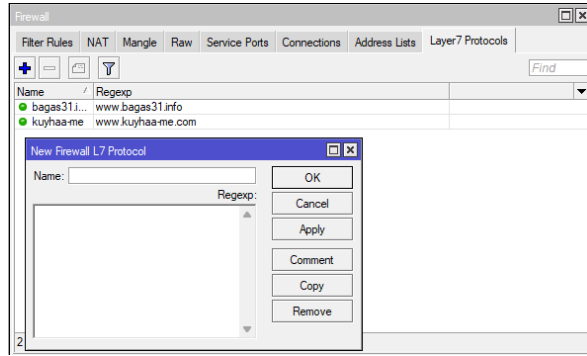 Firewall
Filter Rules NAT Mangle Raw Service Ports Connections Address Lists Layer7 Protocols
Find
Name / Regexp
bagas31.i... www.bagas31.info
kuyhaa-me www.kuyhaa-me.com
New Firewall L7 Protocol
Name:
OK
Regexp:
Cancel
Apply
Comment
Copy
Remove
2